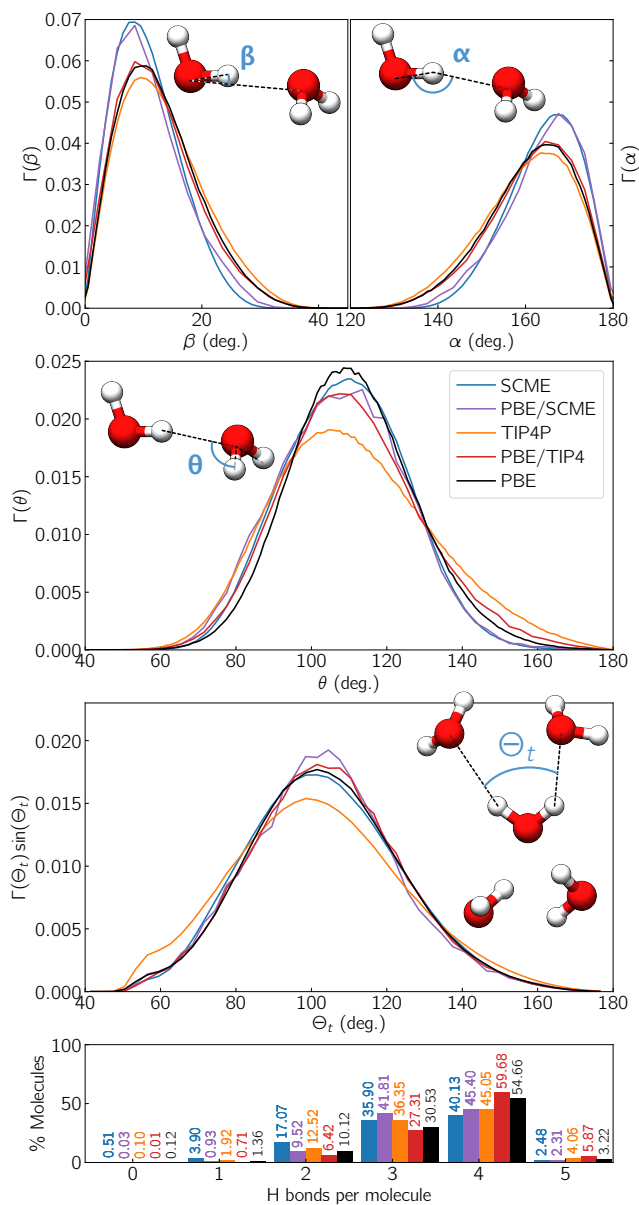 0.07
0.06
0.05
0.04
0.03
0.02
0.01
0.00
Γ(β)
β
α
Γ(α)
0 20 40 120 140 160 180
β (deg.) α (deg.)
0.025
0.020
0.015
0.010
0.005
0.000
Γ(θ)
θ
SCME
PBE/SCME
TIP4P
PBE/TIP4
PBE
40 60 80 100 120 140 160 180
θ (deg.)
0.020
0.015
0.010
0.005
0.000
Γ(Θt) sin(Θt)
Θt
40 60 80 100 120 140 160 180
Θt (deg.)
100
50
0
% Molecules
0.51 0.03 0.10 0.01 0.12
3.90 0.93 1.92 0.71 1.36
17.07 9.52 12.52 6.42 10.12
35.90 41.81 36.35 27.31 30.53
40.13 45.40 45.05 59.68 54.66
2.48 2.31 4.06 5.87 3.22
0 1 2 3 4 5
H bonds per molecule